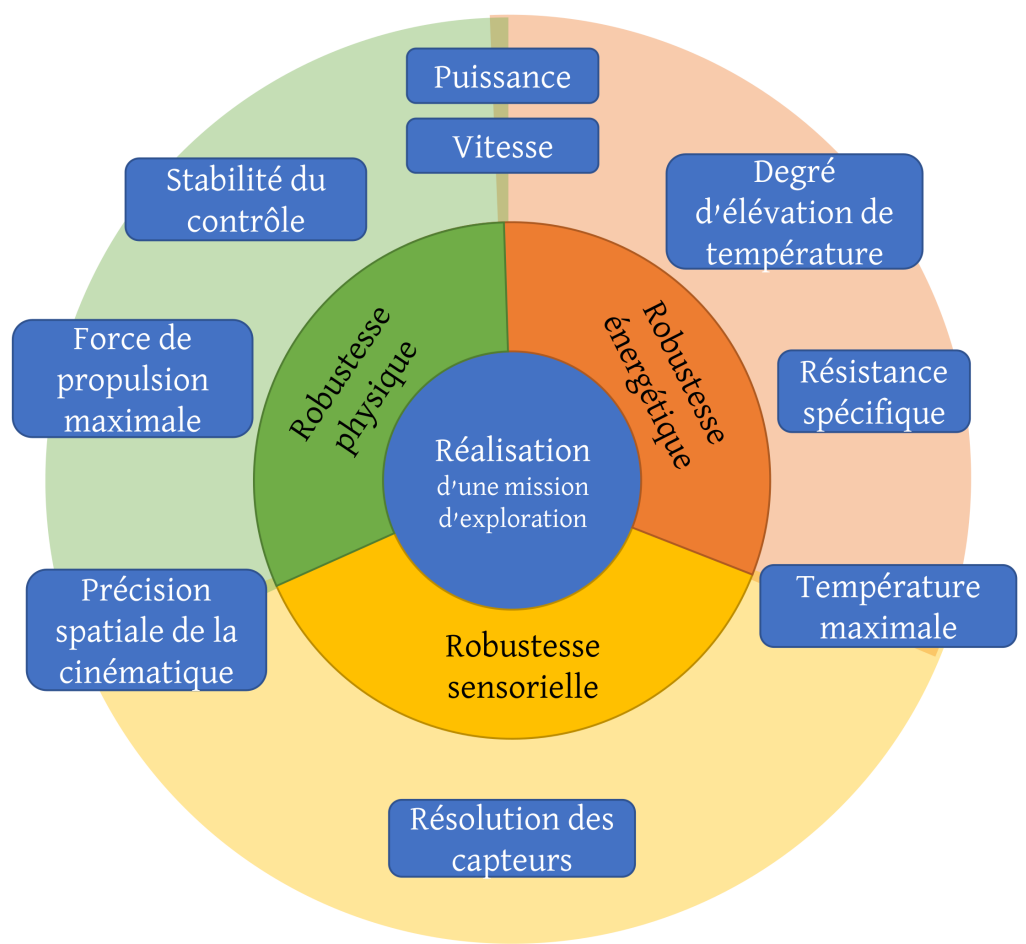 Puissance
Vitesse
Stabilité du
contrôle
Degré
d'élévation de
température
Force de
propulsion
maximale
Robustesse
physique
Robustesse
énergétique
Résistance
spécifique
Réalisation
d'une mission
d'exploration
Précision
spatiale de la
cinématique
Température
maximale
Robustesse
sensorielle
Résolution des
capteurs